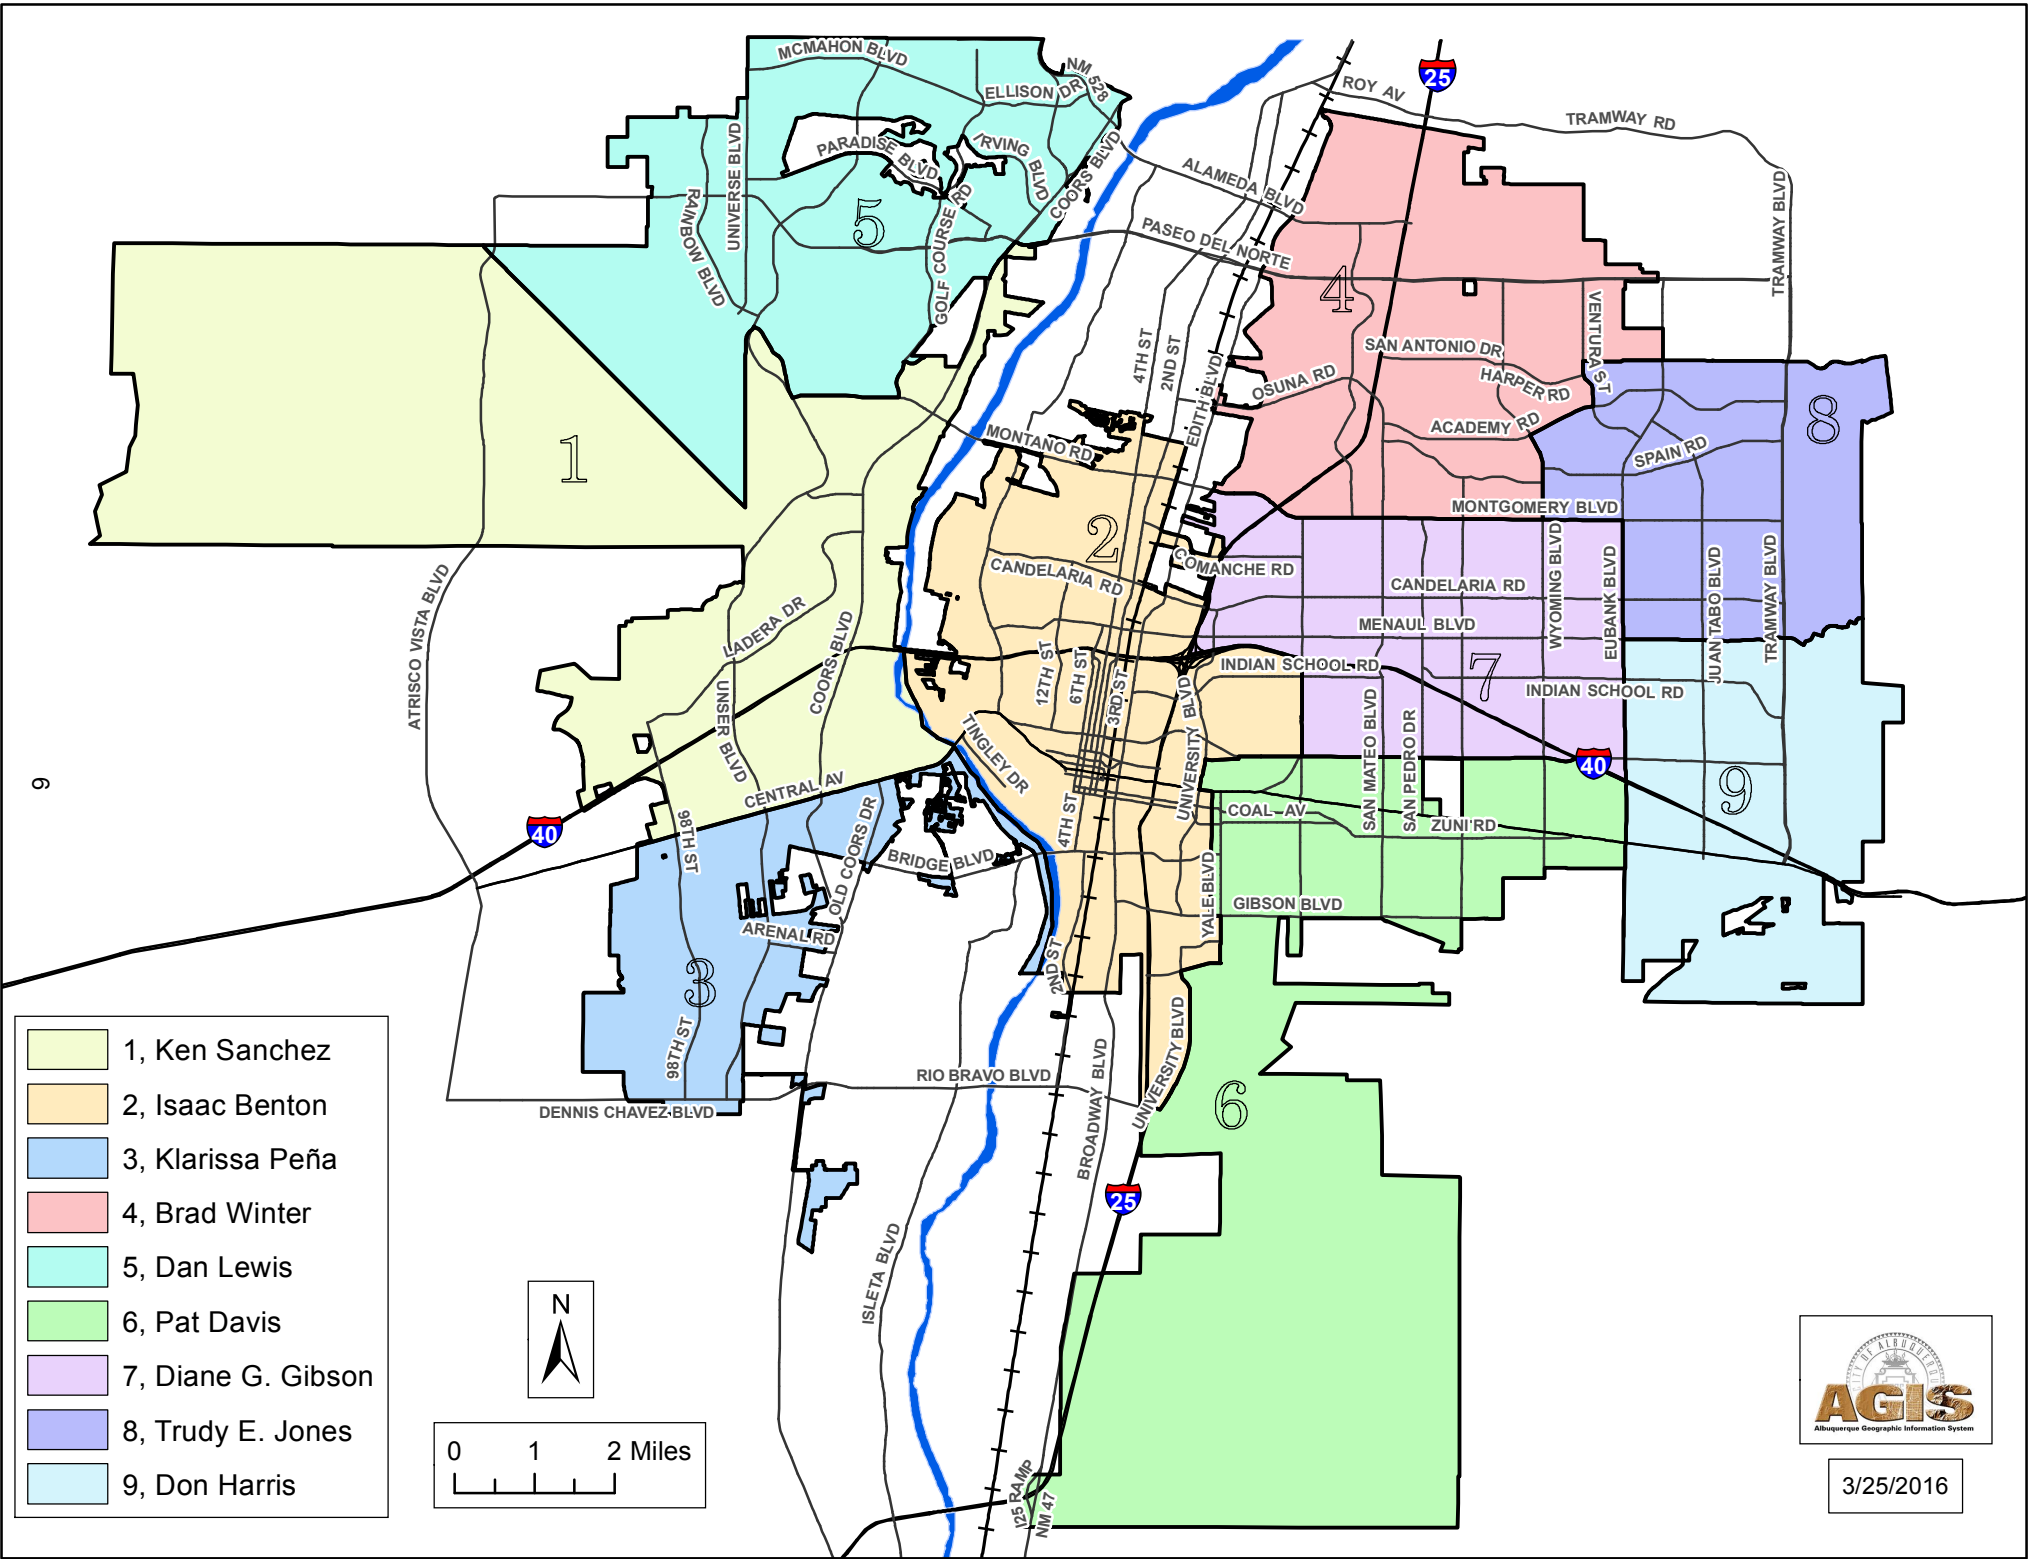 MCMAHON BLVD
NM 528
ELLISON DR
25
ROY AV
TRAMWAY RD
UNIVERSE BLVD
PARADISE BLVD
IRVING BLVD
COORS BLVD
ALAMEDA BLVD
TRAMWAY BLVD
RAINBOW BLVD
5
GOLF COURSE RD
PASEO DEL NORTE
4
VENTURA ST
4TH ST
2ND ST
EDITH BLVD
SAN ANTONIO DR
OSUNA RD
HARPER RD
8
1
MONTANO RD
ACADEMY RD
SPAIN RD
MONTGOMERY BLVD
2
COMANCHE RD
CANDELARIA RD
CANDELARIA RD
WYOMING BLVD
EUBANK BLVD
JUAN TABO BLVD
TRAMWAY BLVD
ATRISCO VISTA BLVD
LADERA DR
COORS BLVD
MENAUL BLVD
12TH ST
6TH ST
3RD ST
INDIAN SCHOOL RD
7
INDIAN SCHOOL RD
UNSER BLVD
UNIVERSITY BLVD
SAN MATEO BLVD
SAN PEDRO DR
TINGLEY DR
40
9
6
CENTRAL AV
40
98TH ST
OLD COORS DR
4TH ST
COAL AV
ZUNI RD
BRIDGE BLVD
YALE BLVD
GIBSON BLVD
ARENAL RD
3
2ND ST
98TH ST
UNIVERSITY BLVD
RIO BRAVO BLVD
BROADWAY BLVD
6
DENNIS CHAVEZ BLVD
25
ISLETA BLVD
I25 RAMP
NM 47
1, Ken Sanchez
2, Isaac Benton
3, Klarissa Peña
4, Brad Winter
5, Dan Lewis
6, Pat Davis
7, Diane G. Gibson
8, Trudy E. Jones
9, Don Harris
N
0 1 2 Miles
CITY OF ALBUQUERQUE
AGIS
Albuquerque Geographic Information System
3/25/2016